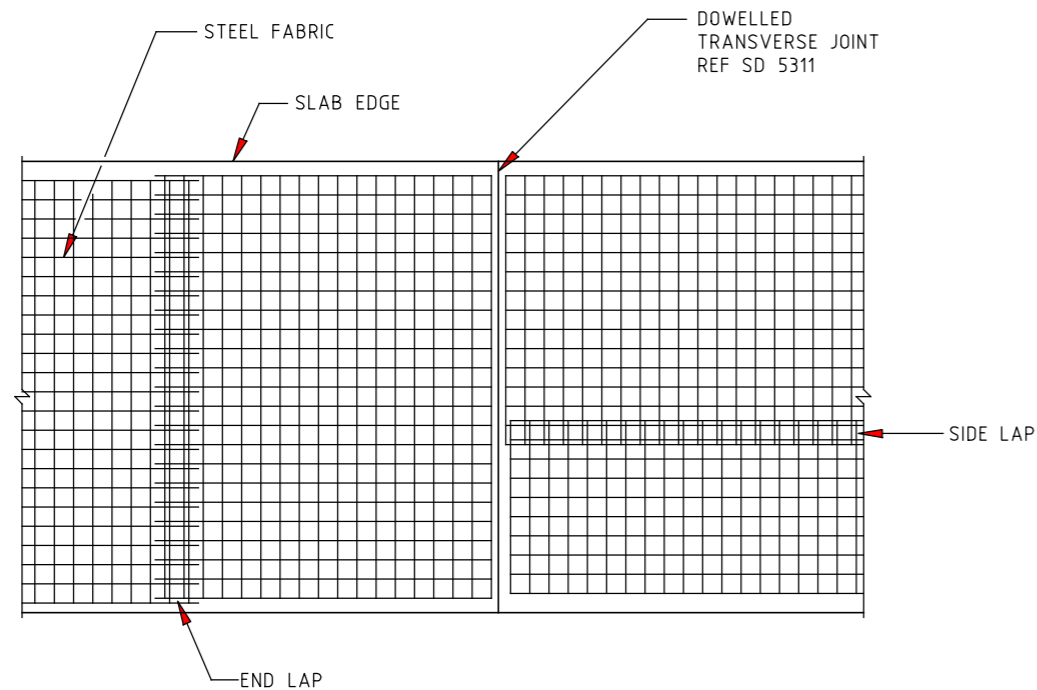 STEEL FABRIC
DOWELLED
TRANSVERSE JOINT
REF SD 5311
SLAB EDGE
SIDE LAP
END LAP